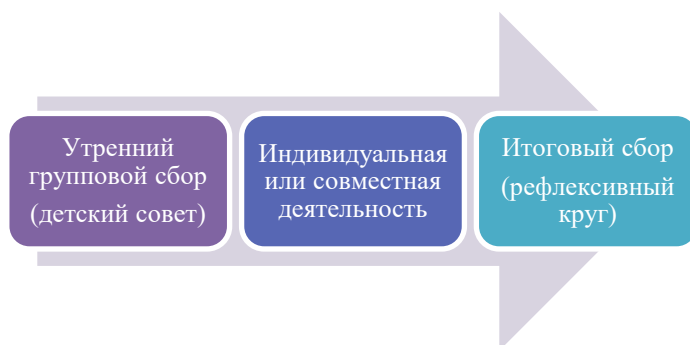 Утренний
групповой сбор
(детский совет)
Индивидуальная
или совместная
деятельность
Итоговый сбор
(рефлексивный
круг)